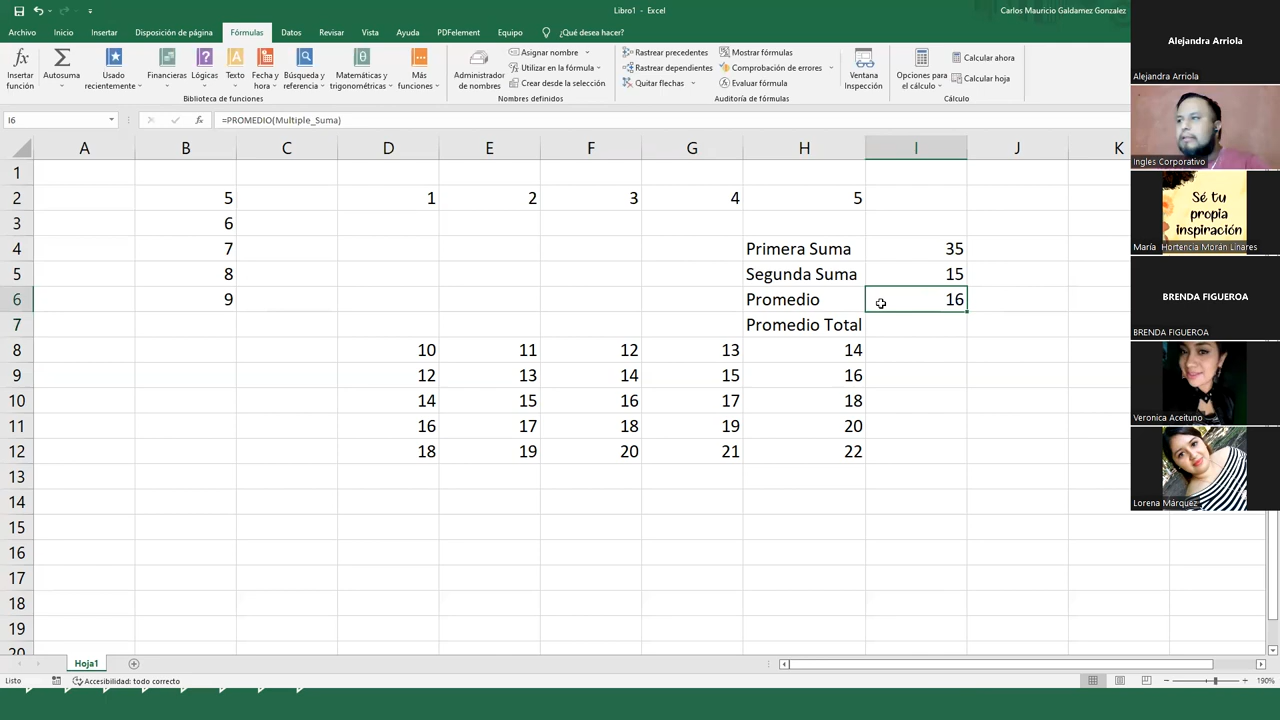 Libro1 - Excel
Carlos Mauricio Galdamez Gonzalez
Archivo Inicio Insertar Disposición de página Fórmulas Datos Revisar Vista Ayuda PDFelement Equipo ¿Qué desea hacer?
Insertar función
Autosuma
Usado recientemente
Financieras
Lógicas
Texto
Fecha y hora
Búsqueda y referencia
Matemáticas y trigonométricas
Más funciones
Biblioteca de funciones
Administrador de nombres
Asignar nombre
Utilizar en la fórmula
Crear desde la selección
Nombres definidos
Rastrear precedentes
Rastrear dependientes
Quitar flechas
Mostrar fórmulas
Comprobación de errores
Evaluar fórmula
Auditoría de fórmulas
Ventana Inspección
Opciones para el cálculo
Calcular ahora
Calcular hoja
Cálculo
I6
fx
=PROMEDIO(Multiple_Suma)
A B C D E F G H I J K
1
2 5 1 2 3 4 5
3 6
4 7 Primera Suma 35
5 8 Segunda Suma 15
6 9 Promedio 16
7 Promedio Total
8 10 11 12 13 14
9 12 13 14 15 16
10 14 15 16 17 18
11 16 17 18 19 20
12 18 19 20 21 22
13
14
15
16
17
18
19
20
Hoja1
Listo
Accesibilidad: todo correcto
190%
Alejandra Arriola
Alejandra Arriola
Ingles Corporativo
Sé tu
propia
inspiración
María Hortencia Morán Linares
BRENDA FIGUEROA
BRENDA FIGUEROA
Veronica Aceituno
Lorena Márquez